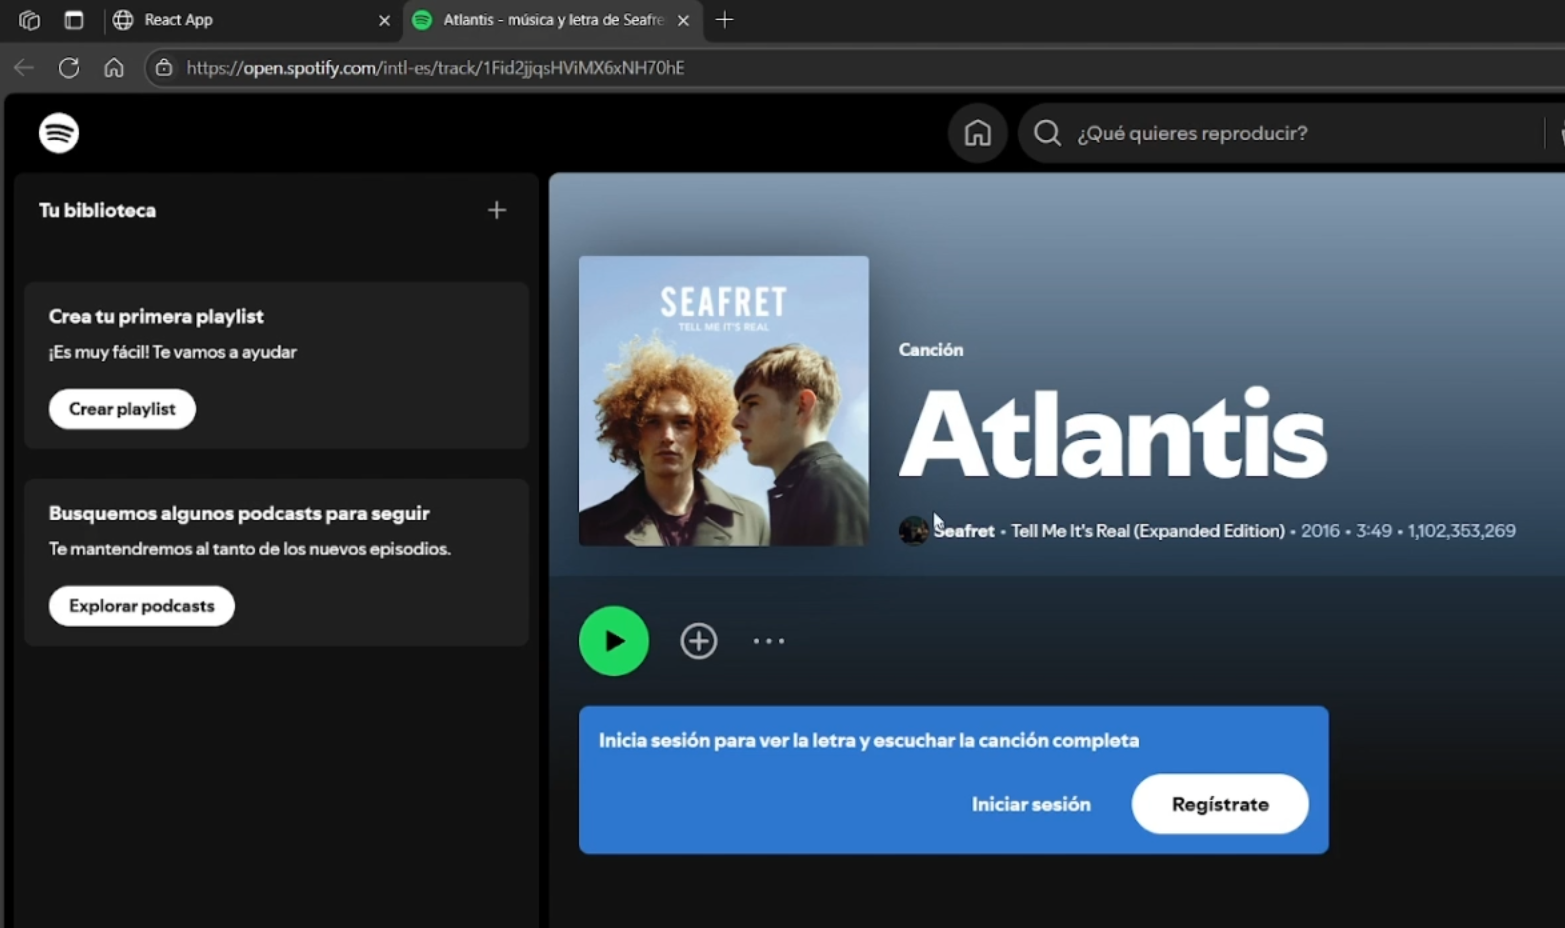 React App
Atlantis - música y letra de Seafre
https://open.spotify.com/intl-es/track/1Fid2jjqsHViMX6xNH70hE
¿Qué quieres reproducir?
Tu biblioteca
Crea tu primera playlist
¡Es muy fácil! Te vamos a ayudar
Crear playlist
Busquemos algunos podcasts para seguir
Te mantendremos al tanto de los nuevos episodios.
Explorar podcasts
SEAFRET
TELL ME IT'S REAL
Canción
Atlantis
Seafret • Tell Me It's Real (Expanded Edition) • 2016 • 3:49 • 1,102,353,269
Inicia sesión para ver la letra y escuchar la canción completa
Iniciar sesión
Regístrate